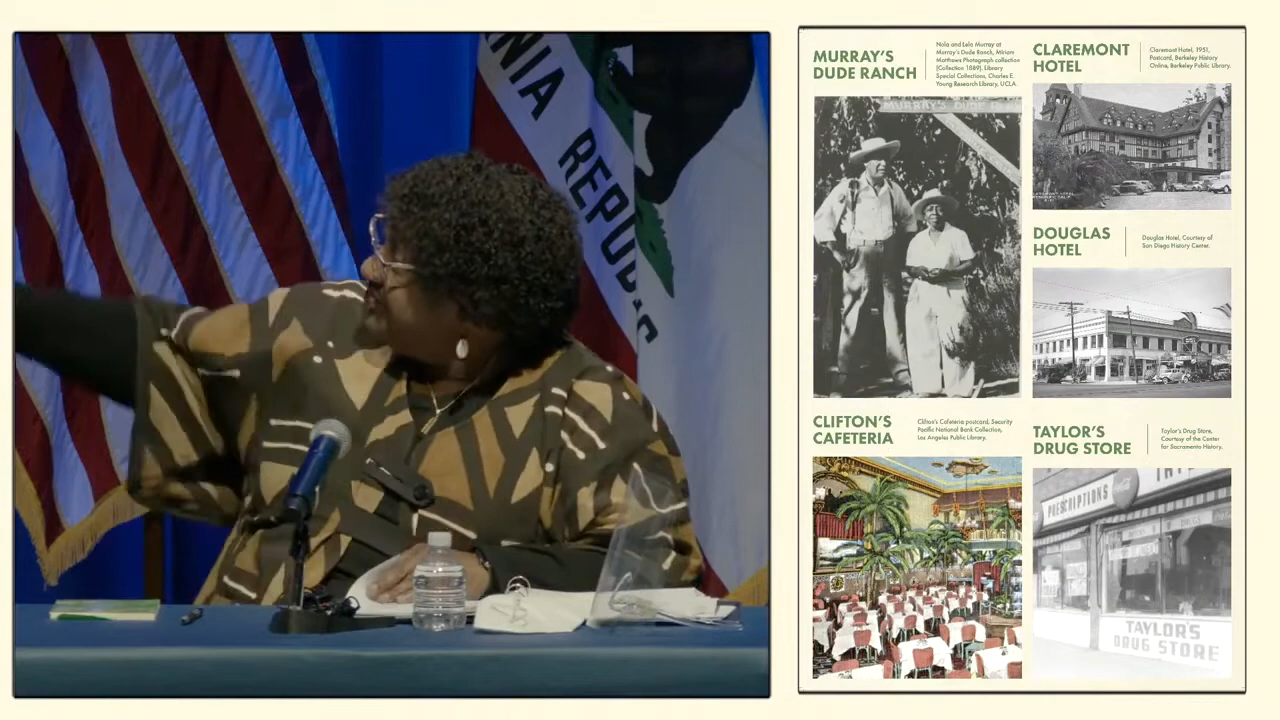 NIA REPUBLIC
MURRAY'S
DUDE RANCH
Nola and Lela Murray at
Murray's Dude Ranch, Miriam
Matthews Photograph collection
(Collection 1889), Library
Special Collections, Charles E.
Young Research Library, UCLA.
MURRAY'S DUDE
CLAREMONT
HOTEL
Claremont Hotel, 1951,
Postcard, Berkeley History
Online, Berkeley Public Library.
DOUGLAS
HOTEL
Douglas Hotel, Courtesy of
San Diego History Center.
CLIFTON'S
CAFETERIA
Clifton's Cafeteria postcard, Security
Pacific National Bank Collection,
Los Angeles Public Library.
TAYLOR'S
DRUG STORE
Taylor's Drug Store,
Courtesy of the Center
for Sacramento History.
PRESCRIPTIONS
TAYLOR'S
DRUG STORE